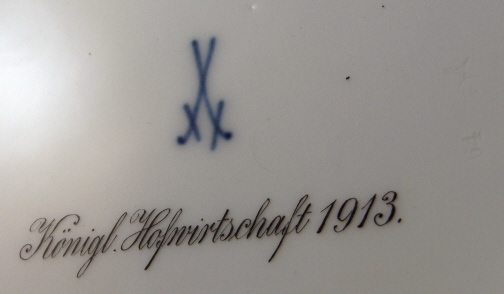 Königl. Hofwirtschaft 1913.